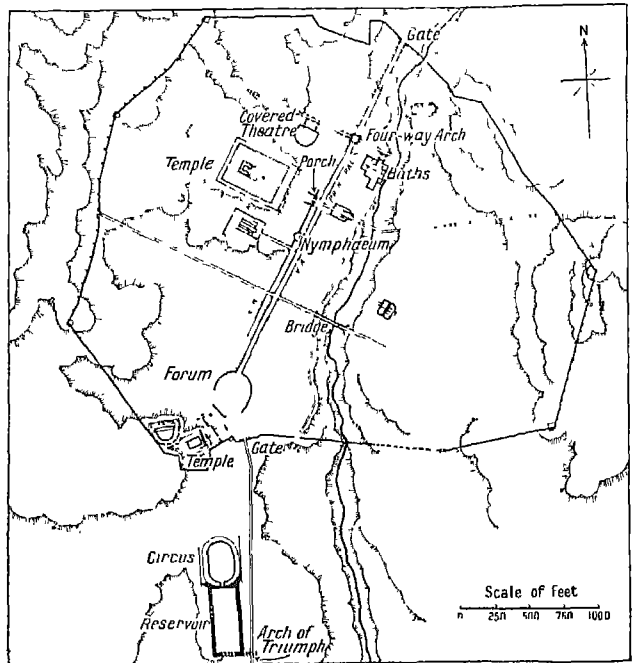 Gate
N
Covered
Theatre
Four-way Arch
Temple
Porch
Baths
Nymphaeum
Bridge
Forum
Temple
Gate
Circus
Reservoir
Arch of
Triumph
Scale of Feet
0 250 500 750 1000